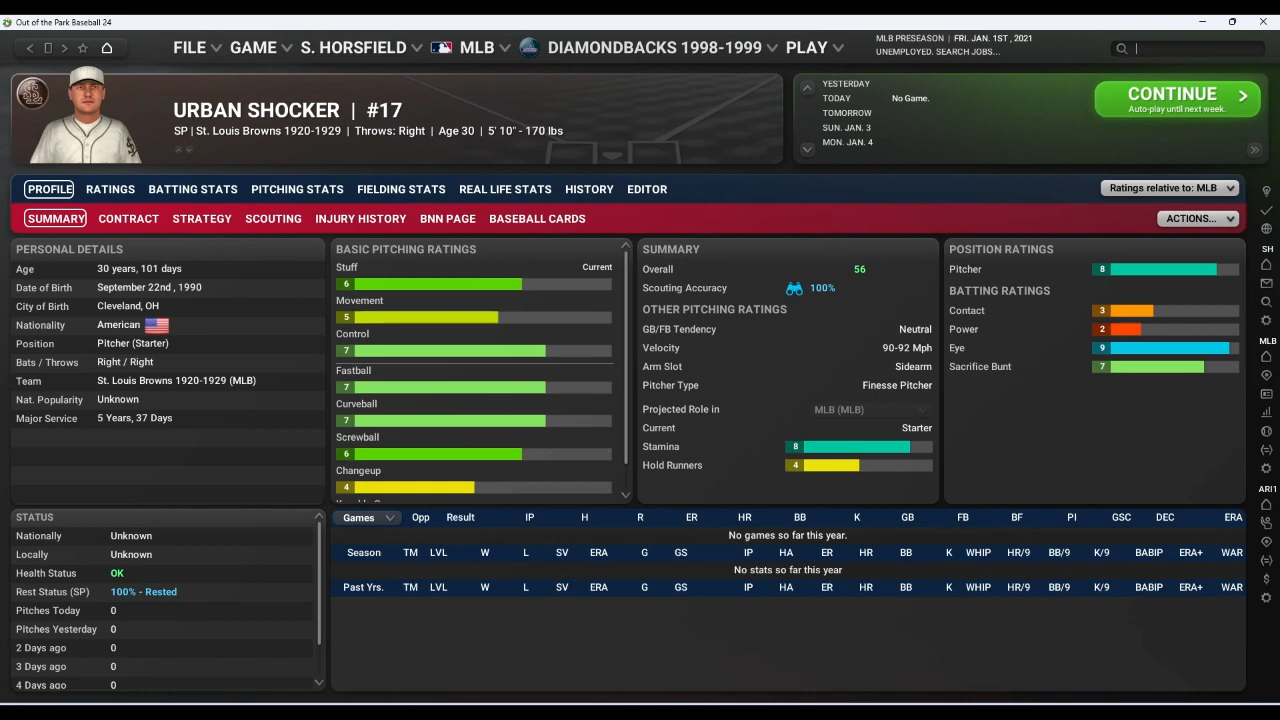 Out of the Park Baseball 24
FILE GAME S. HORSFIELD MLB DIAMONDBACKS 1998-1999 PLAY
MLB PRESEASON | FRI. JAN. 1ST , 2021
UNEMPLOYED. SEARCH JOBS...
URBAN SHOCKER | #17
SP | St. Louis Browns 1920-1929 | Throws: Right | Age 30 | 5' 10" - 170 lbs
YESTERDAY
TODAY No Game.
TOMORROW
SUN. JAN. 3
MON. JAN. 4
CONTINUE
Auto-play until next week.
PROFILE RATINGS BATTING STATS PITCHING STATS FIELDING STATS REAL LIFE STATS HISTORY EDITOR
Ratings relative to: MLB
SUMMARY CONTRACT STRATEGY SCOUTING INJURY HISTORY BNN PAGE BASEBALL CARDS
ACTIONS...
PERSONAL DETAILS
Age 30 years, 101 days
Date of Birth September 22nd , 1990
City of Birth Cleveland, OH
Nationality American
Position Pitcher (Starter)
Bats / Throws Right / Right
Team St. Louis Browns 1920-1929 (MLB)
Nat. Popularity Unknown
Major Service 5 Years, 37 Days
BASIC PITCHING RATINGS
Stuff Current
6
Movement
5
Control
7
Fastball
7
Curveball
7
Screwball
6
Changeup
4
SUMMARY
Overall 56
Scouting Accuracy 100%
OTHER PITCHING RATINGS
GB/FB Tendency Neutral
Velocity 90-92 Mph
Arm Slot Sidearm
Pitcher Type Finesse Pitcher
Projected Role in MLB (MLB)
Current Starter
Stamina 8
Hold Runners 4
POSITION RATINGS
Pitcher 8
BATTING RATINGS
Contact 3
Power 2
Eye 9
Sacrifice Bunt 7
SH
MLB
ARI1
STATUS
Nationally Unknown
Locally Unknown
Health Status OK
Rest Status (SP) 100% - Rested
Pitches Today 0
Pitches Yesterday 0
2 Days ago 0
3 Days ago 0
4 Days ago 0
Games Opp Result IP H R ER HR BB K GB FB BF PI GSC DEC ERA
No games so far this year.
Season TM LVL W L SV ERA G GS IP HA ER HR BB K WHIP HR/9 BB/9 K/9 BABIP ERA+ WAR
No stats so far this year
Past Yrs. TM LVL W L SV ERA G GS IP HA ER HR BB K WHIP HR/9 BB/9 K/9 BABIP ERA+ WAR